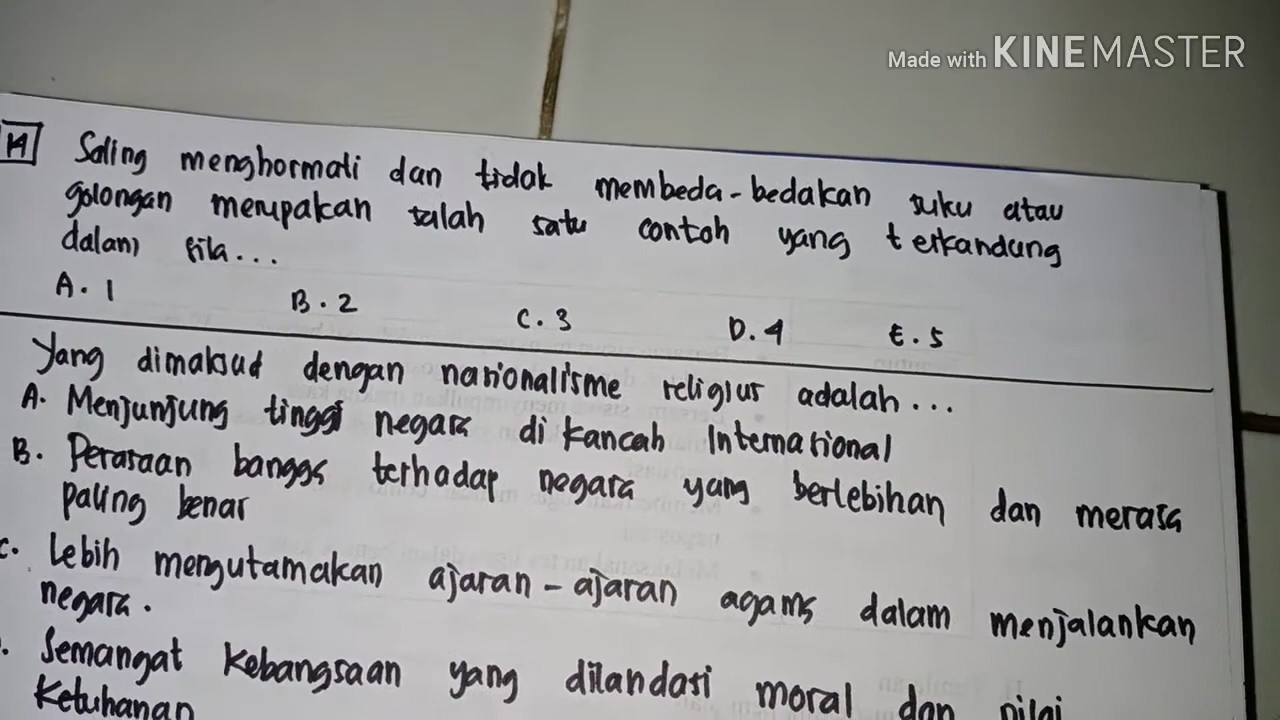 Made with KINEMASTER
14 Saling menghormati dan tidak membeda-bedakan suku atau
golongan merupakan salah satu contoh yang terkandung
dalam sila...
A. 1 B. 2 C. 3 D. 4 E. 5
Yang dimaksud dengan nasionalisme religius adalah...
A. Menjunjung tinggi negara di kancah Internasional
B. Perasaan bangga terhadap negara yang berlebihan dan merasa
paling benar
C. Lebih mengutamakan ajaran-ajaran agama dalam menjalankan
negara.
Semangat kebangsaan yang dilandasi moral dan nilai
Ketuhanan